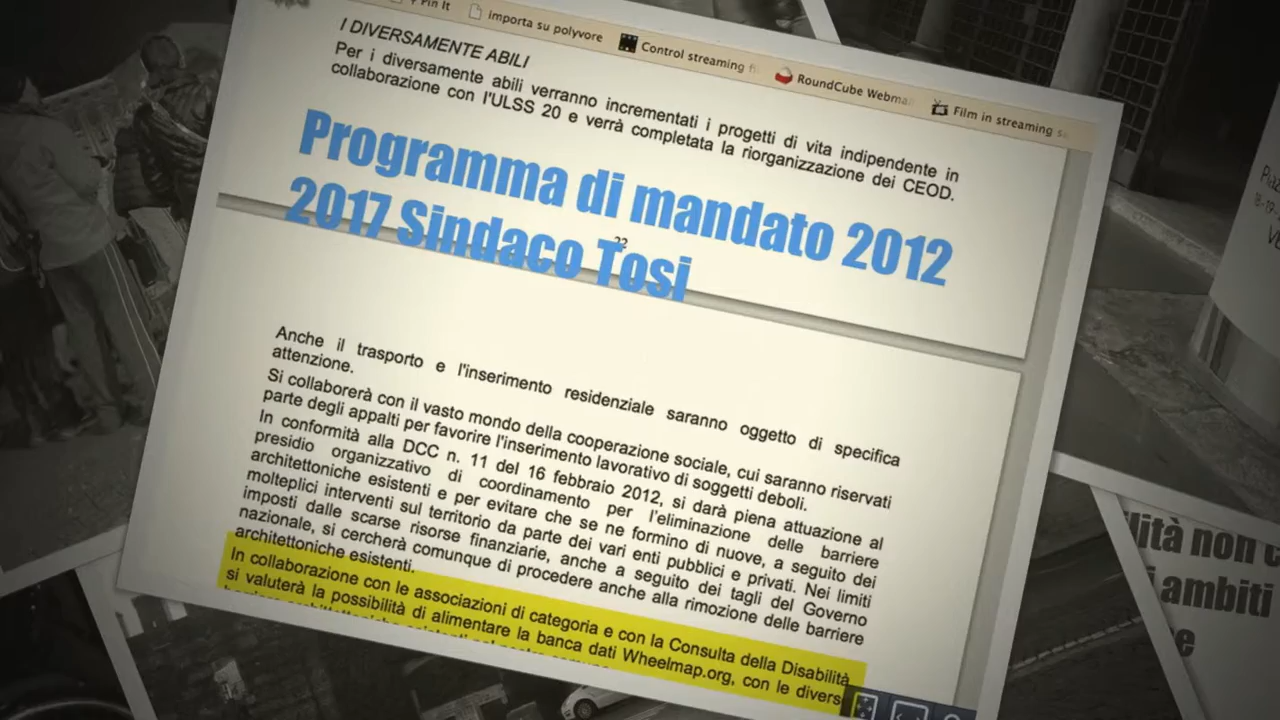 Pin It
Importa su polyvore
Control streaming f
RoundCube Webma
Film in streaming s
I DIVERSAMENTE ABILI
Per i diversamente abili verranno incrementati i progetti di vita indipendente in
collaborazione con l'ULSS 20 e verrà completata la riorganizzazione dei CEOD.
Programma di mandato 2012
2017 Sindaco Tosi
22
Anche il trasporto e l'inserimento residenziale saranno oggetto di specifica
attenzione.
Si collaborerà con il vasto mondo della cooperazione sociale, cui saranno riservati
parte degli appalti per favorire l'inserimento lavorativo di soggetti deboli.
In conformità alla DCC n. 11 del 16 febbraio 2012, si darà piena attuazione al
presidio organizzativo di coordinamento per l'eliminazione delle barriere
architettoniche esistenti e per evitare che se ne formino di nuove, a seguito dei
molteplici interventi sul territorio da parte dei vari enti pubblici e privati. Nei limiti
imposti dalle scarse risorse finanziarie, anche a seguito dei tagli del Governo
nazionale, si cercherà comunque di procedere anche alla rimozione delle barriere
architettoniche esistenti.
In collaborazione con le associazioni di categoria e con la Consulta della Disabilità
si valuterà la possibilità di alimentare la banca dati Wheelmap.org, con le divers
ilità non
ambiti
e